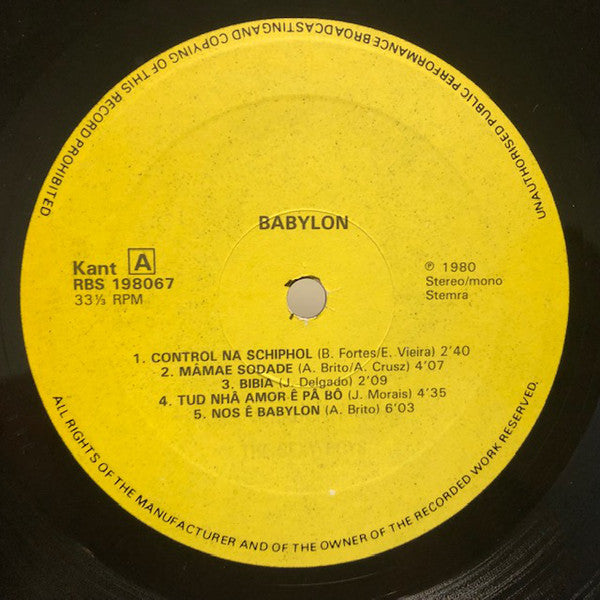 UNAUTHORISED PUBLIC PERFORMANCE BROADCASTING AND COPYING OF THIS RECORD PROHIBITED.
BABYLON
Kant A
RBS 198067
33⅓ RPM
℗ 1980
Stereo/mono
Stemra
1. CONTROL NA SCHIPHOL (B. Fortes/E. Vieira) 2'40
2. MÂMAE SODADE (A. Brito/A. Crusz) 4'07
3. BIBIA (J. Delgado) 2'09
4. TUD NHÂ AMOR Ê PÂ BÔ (J. Morais) 4'35
5. NOS Ê BABYLON (A. Brito) 6'03
ALL RIGHTS OF THE MANUFACTURER AND OF THE OWNER OF THE RECORDED WORK RESERVED.